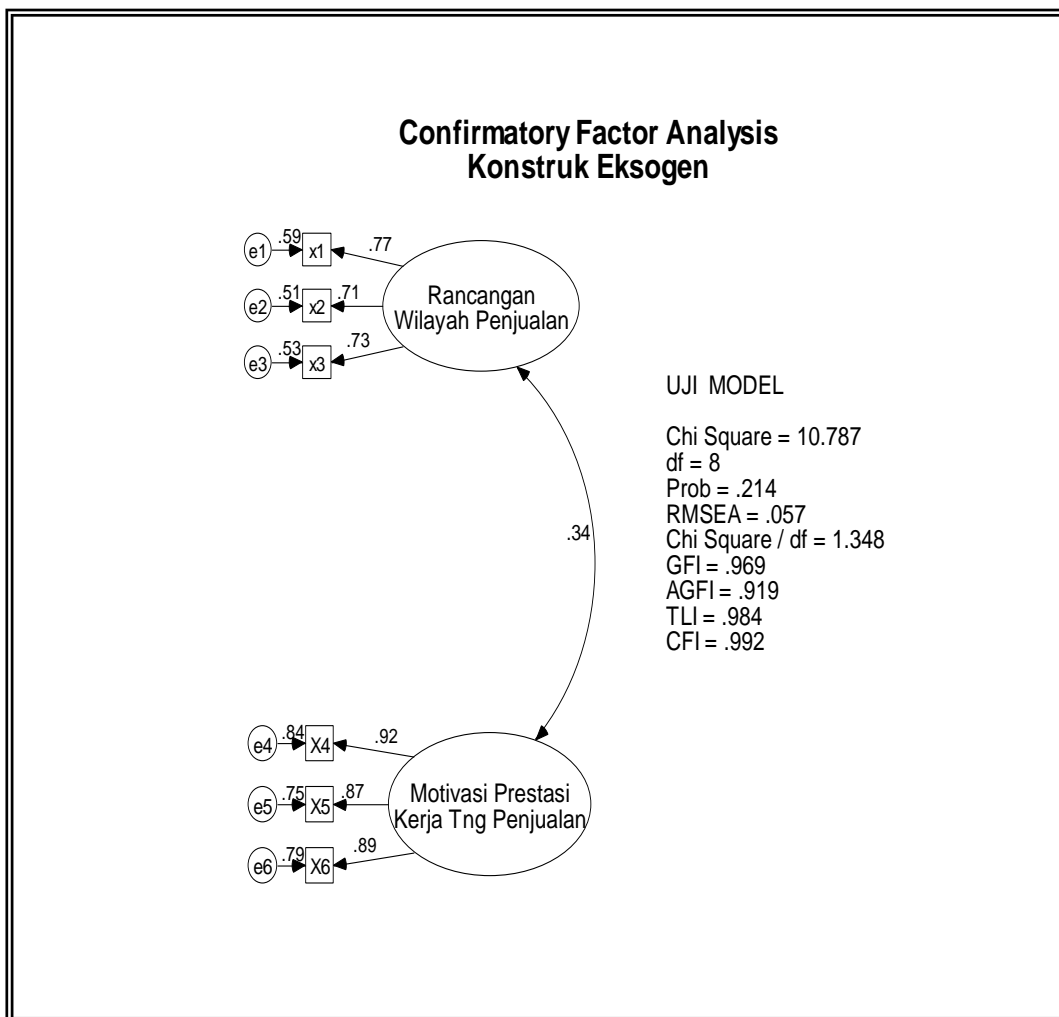 Confirmatory Factor Analysis
Konstruk Eksogen
e1 .59 x1 .77
e2 .51 x2 .71
e3 .53 x3 .73
Rancangan
Wilayah Penjualan
.34
UJI MODEL
Chi Square = 10.787
df = 8
Prob = .214
RMSEA = .057
Chi Square / df = 1.348
GFI = .969
AGFI = .919
TLI = .984
CFI = .992
e4 .84 X4 .92
e5 .75 X5 .87
e6 .79 X6 .89
Motivasi Prestasi
Kerja Tng Penjualan